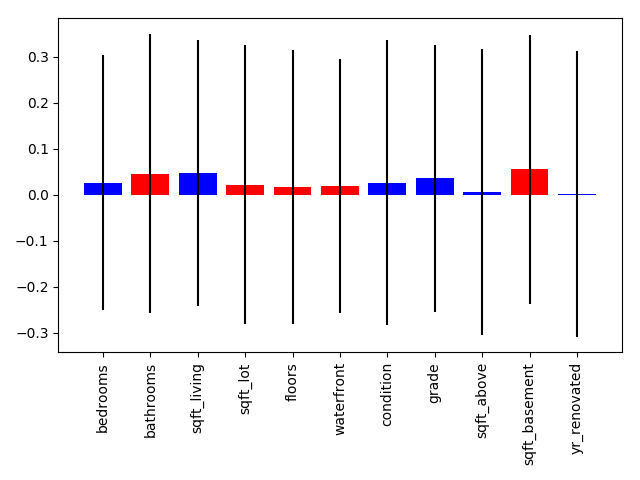 0.3
0.2
0.1
0.0
−0.1
−0.2
−0.3
bedrooms
bathrooms
sqft_living
sqft_lot
floors
waterfront
condition
grade
sqft_above
sqft_basement
yr_renovated